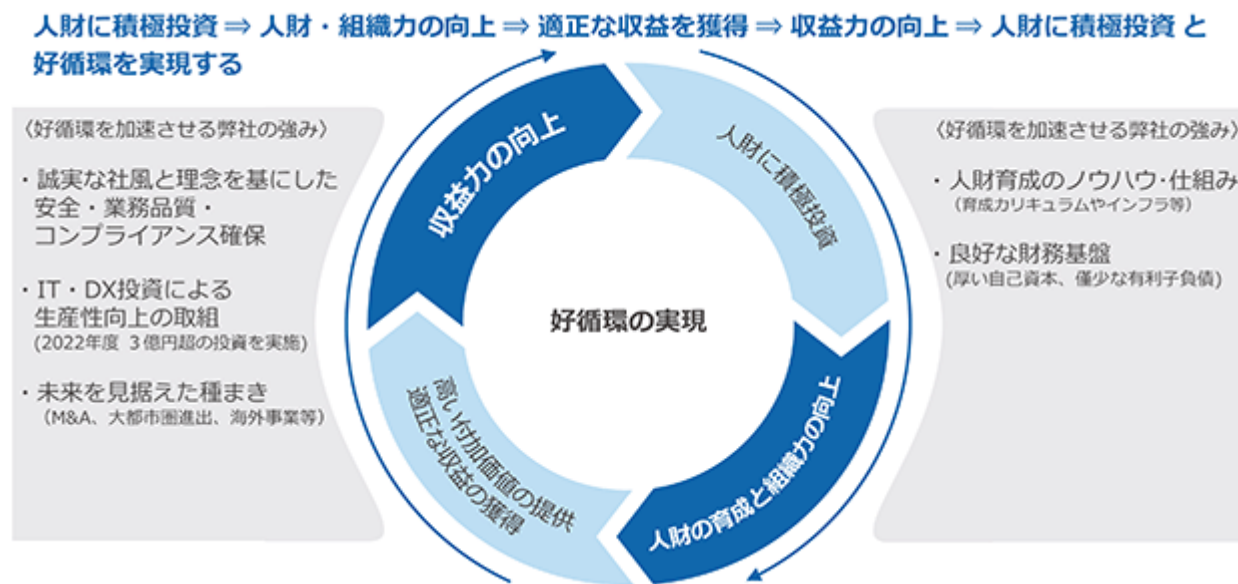 人財に積極投資 ⇒ 人財・組織力の向上 ⇒ 適正な収益を獲得 ⇒ 収益力の向上 ⇒ 人財に積極投資 と
好循環を実現する
〈好循環を加速させる弊社の強み〉
・誠実な社風と理念を基にした
安全・業務品質・
コンプライアンス確保
・IT・DX投資による
生産性向上の取組
(2022年度 3億円超の投資を実施)
・未来を見据えた種まき
（M&A、大都市圏進出、海外事業等）
収益力の向上
人財に積極投資
好循環の実現
人財の育成と組織力の向上
高い付加価値の提供
適正な収益の獲得
〈好循環を加速させる弊社の強み〉
・人財育成のノウハウ・仕組み
（育成カリキュラムやインフラ等）
・良好な財務基盤
(厚い自己資本、僅少な有利子負債)